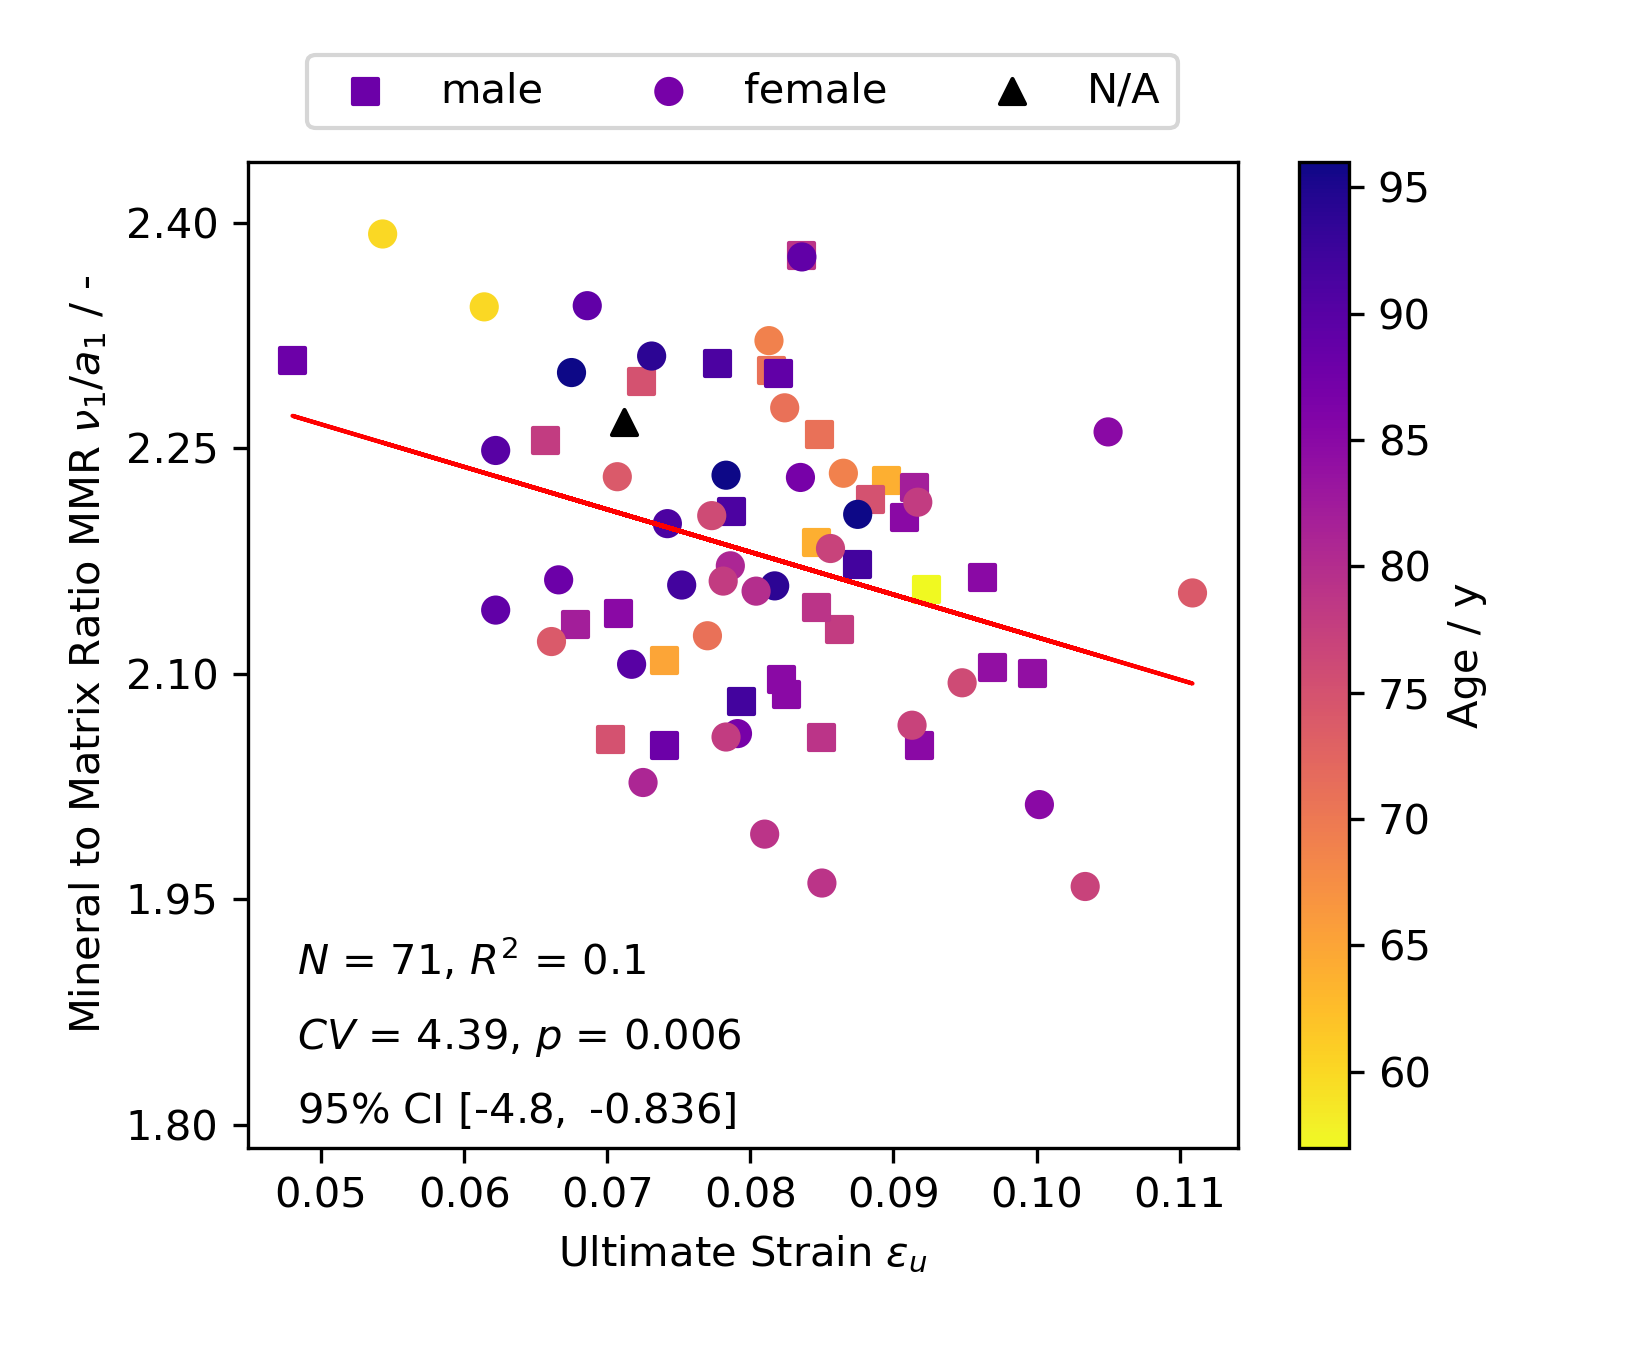 male female N/A
2.40
2.25
2.10
1.95
1.80
Mineral to Matrix Ratio MMR ν₁/a₁ / -
N = 71, R² = 0.1
CV = 4.39, p = 0.006
95% CI [-4.8, -0.836]
0.05 0.06 0.07 0.08 0.09 0.10 0.11
Ultimate Strain εᵤ
95
90
85
80
75
70
65
60
Age / y